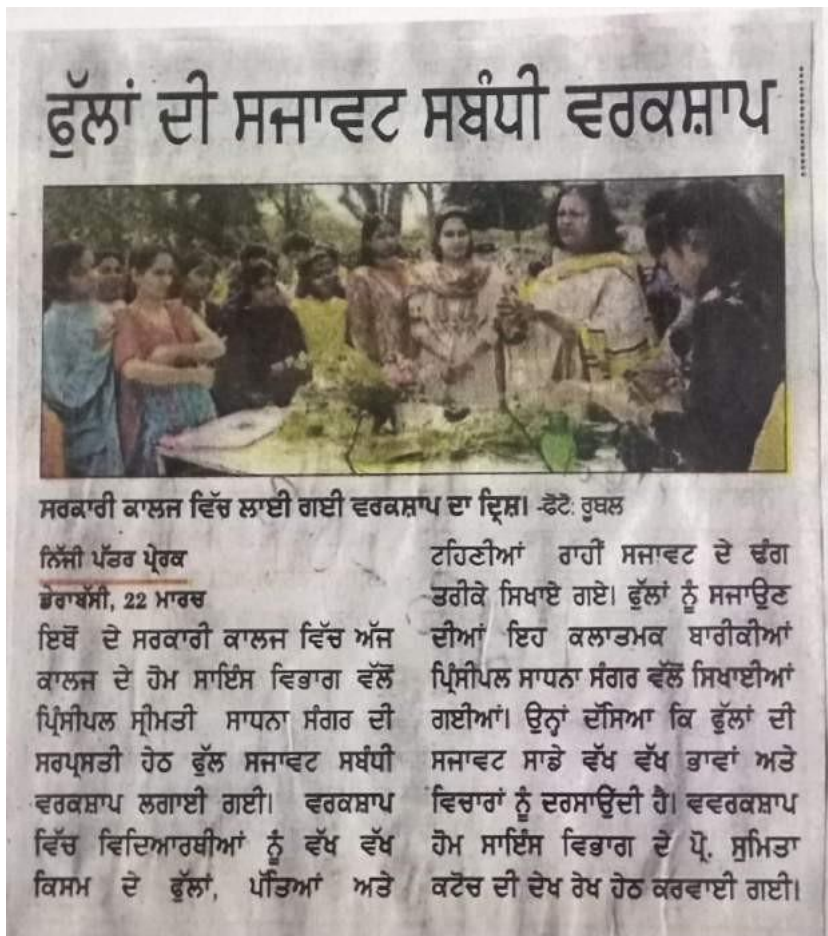 ਫੁੱਲਾਂ ਦੀ ਸਜਾਵਟ ਸਬੰਧੀ ਵਰਕਸ਼ਾਪ
ਸਰਕਾਰੀ ਕਾਲਜ ਵਿੱਚ ਲਾਈ ਗਈ ਵਰਕਸ਼ਾਪ ਦਾ ਦ੍ਰਿਸ਼। -ਫੋਟੋ: ਰੂਬਲ
ਨਿੱਜੀ ਪੱਤਰ ਪ੍ਰੇਰਕ
ਡੇਰਾਬੱਸੀ, 22 ਮਾਰਚ
ਇਥੋਂ ਦੇ ਸਰਕਾਰੀ ਕਾਲਜ ਵਿੱਚ ਅੱਜ
ਕਾਲਜ ਦੇ ਹੋਮ ਸਾਇੰਸ ਵਿਭਾਗ ਵੱਲੋਂ
ਪ੍ਰਿੰਸੀਪਲ ਸ੍ਰੀਮਤੀ ਸਾਧਨਾ ਸੰਗਰ ਦੀ
ਸਰਪ੍ਰਸਤੀ ਹੇਠ ਫੁੱਲ ਸਜਾਵਟ ਸਬੰਧੀ
ਵਰਕਸ਼ਾਪ ਲਗਾਈ ਗਈ। ਵਰਕਸ਼ਾਪ
ਵਿੱਚ ਵਿਦਿਆਰਥੀਆਂ ਨੂੰ ਵੱਖ ਵੱਖ
ਕਿਸਮ ਦੇ ਫੁੱਲਾਂ, ਪੱਤਿਆਂ ਅਤੇ
ਟਹਿਣੀਆਂ ਰਾਹੀਂ ਸਜਾਵਟ ਦੇ ਢੰਗ
ਤਰੀਕੇ ਸਿਖਾਏ ਗਏ। ਫੁੱਲਾਂ ਨੂੰ ਸਜਾਉਣ
ਦੀਆਂ ਇਹ ਕਲਾਤਮਕ ਬਾਰੀਕੀਆਂ
ਪ੍ਰਿੰਸੀਪਲ ਸਾਧਨਾ ਸੰਗਰ ਵੱਲੋਂ ਸਿਖਾਈਆਂ
ਗਈਆਂ। ਉਨ੍ਹਾਂ ਦੱਸਿਆ ਕਿ ਫੁੱਲਾਂ ਦੀ
ਸਜਾਵਟ ਸਾਡੇ ਵੱਖ ਵੱਖ ਭਾਵਾਂ ਅਤੇ
ਵਿਚਾਰਾਂ ਨੂੰ ਦਰਸਾਉਂਦੀ ਹੈ। ਵਵਰਕਸ਼ਾਪ
ਹੋਮ ਸਾਇੰਸ ਵਿਭਾਗ ਦੇ ਪ੍ਰੋ. ਸੁਮਿਤਾ
ਕਟੋਚ ਦੀ ਦੇਖ ਰੇਖ ਹੇਠ ਕਰਵਾਈ ਗਈ।